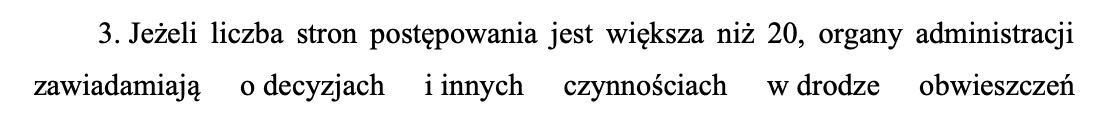 3. Jeżeli liczba stron postępowania jest większa niż 20, organy administracji
zawiadamiają o decyzjach i innych czynnościach w drodze obwieszczeń